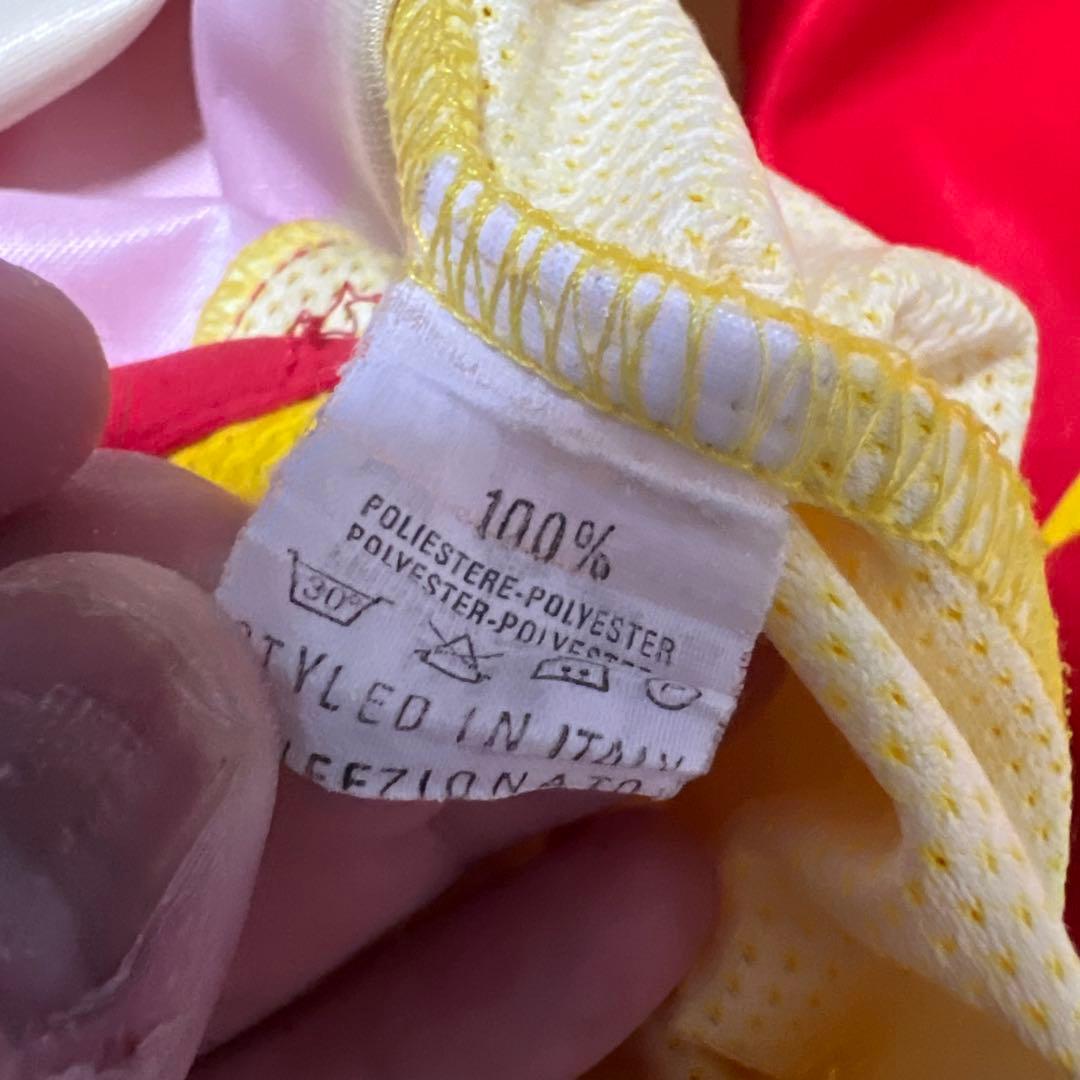 100%
POLIESTERE-POLYESTER
POLYESTER-POLYESTER
30°
STYLED IN ITALY